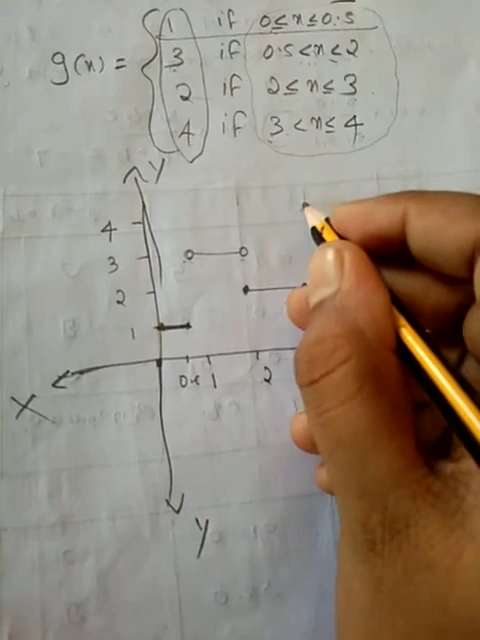 1 if 0≤x≤0.5
g(x) = { 3 if 0.5<x<2
2 if 2≤x≤3
4 if 3<x≤4
Y
4
3
2
1
0.5 1 2
X
Y